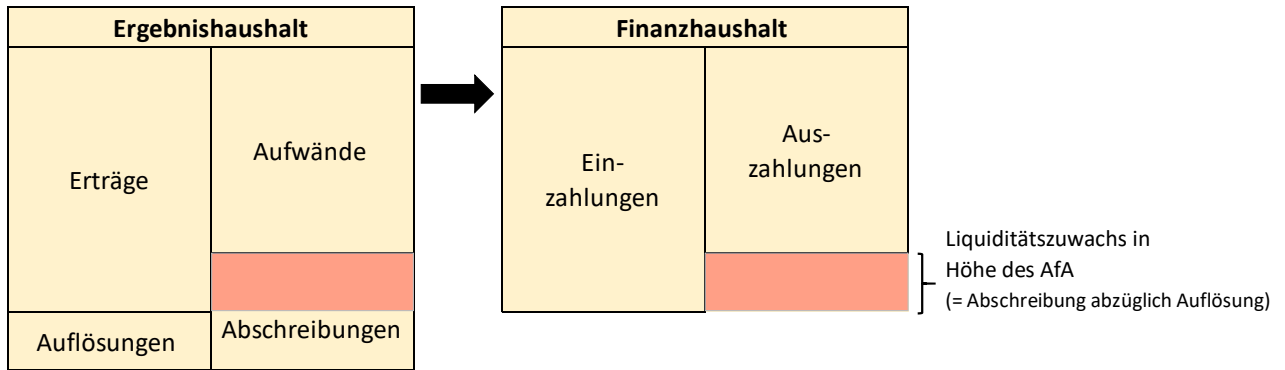 Ergebnishaushalt
Erträge
Aufwände
Auflösungen
Abschreibungen
Finanzhaushalt
Ein-
zahlungen
Aus-
zahlungen
Liquiditätszuwachs in
Höhe des AfA
(= Abschreibung abzüglich Auflösung)